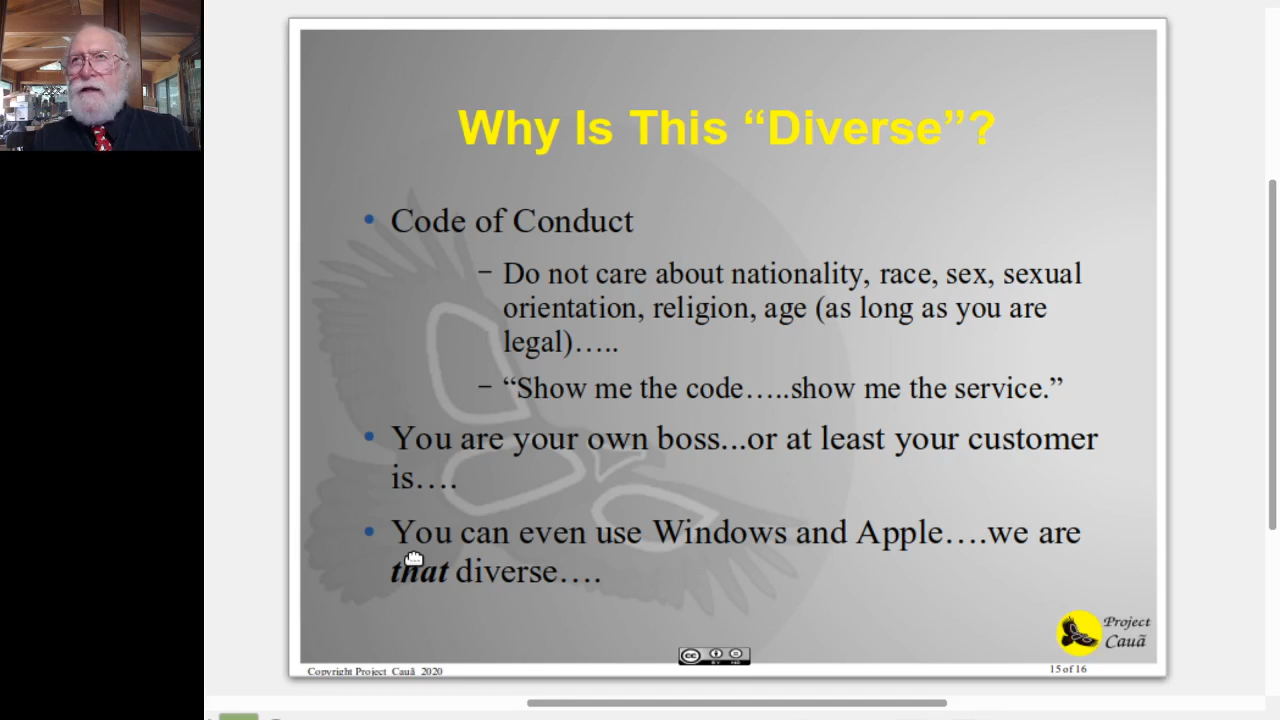 Why Is This “Diverse”?
• Code of Conduct
– Do not care about nationality, race, sex, sexual
orientation, religion, age (as long as you are
legal)…..
– “Show me the code…..show me the service.”
• You are your own boss...or at least your customer
is….
• You can even use Windows and Apple….we are
that diverse….
Project
Cauã
cc
BY NC
Copyright Project Cauã 2020
15 of 16